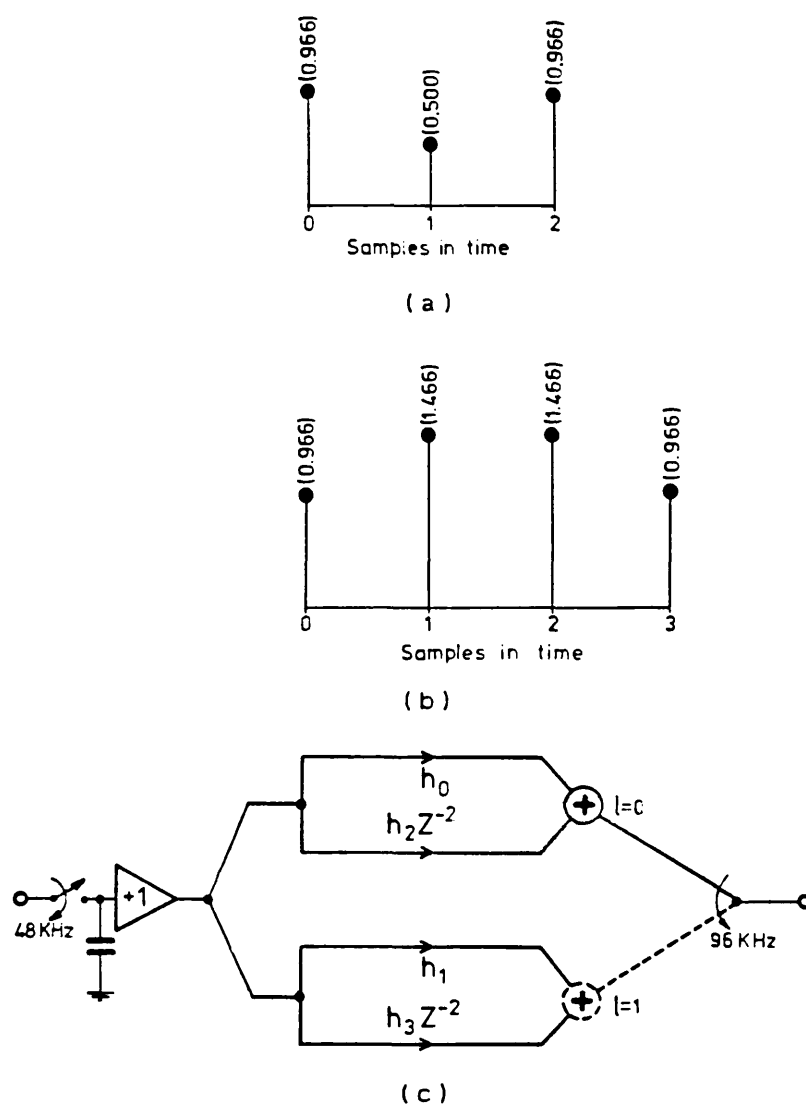 (0.966)
(0.500)
(0.966)
0
1
2
Samples in time
(a)
(0.966)
(1.466)
(1.466)
(0.966)
0
1
2
3
Samples in time
(b)
h0
l=0
h2Z-2
+1
48KHz
96KHz
h1
l=1
h3Z-2
(c)